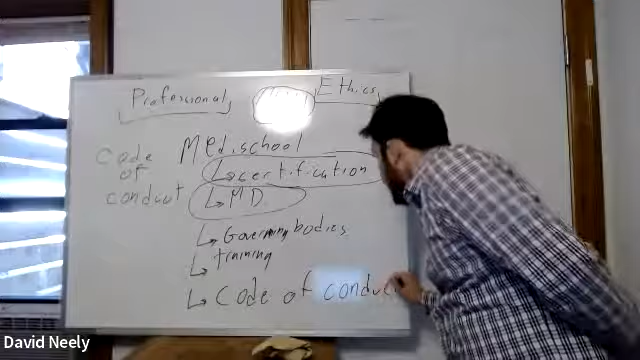 Professional Ethics
Code
of
conduct
Med. school
↳ certification
↳ MD
↳ Governing bodies
↳ training
↳ Code of conduc
David Neely